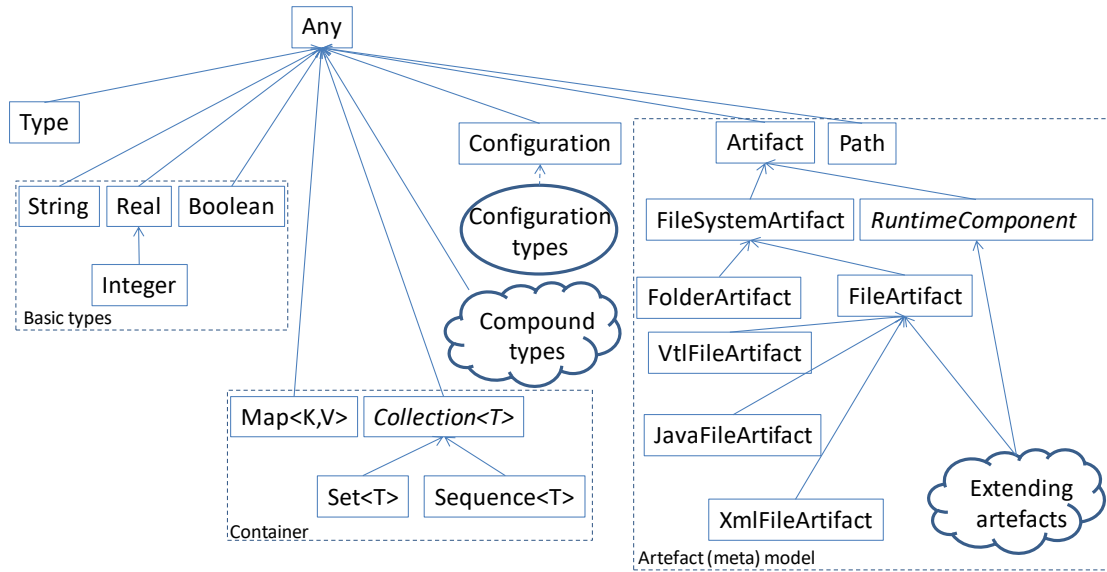 Any
Type
Configuration
Artifact
Path
String
Real
Boolean
Configuration
types
FileSystemArtifact
RuntimeComponent
Integer
Basic types
FolderArtifact
FileArtifact
Compound
types
VtlFileArtifact
Map<K,V>
Collection<T>
JavaFileArtifact
Set<T>
Sequence<T>
Extending
artefacts
XmlFileArtifact
Container
Artefact (meta) model